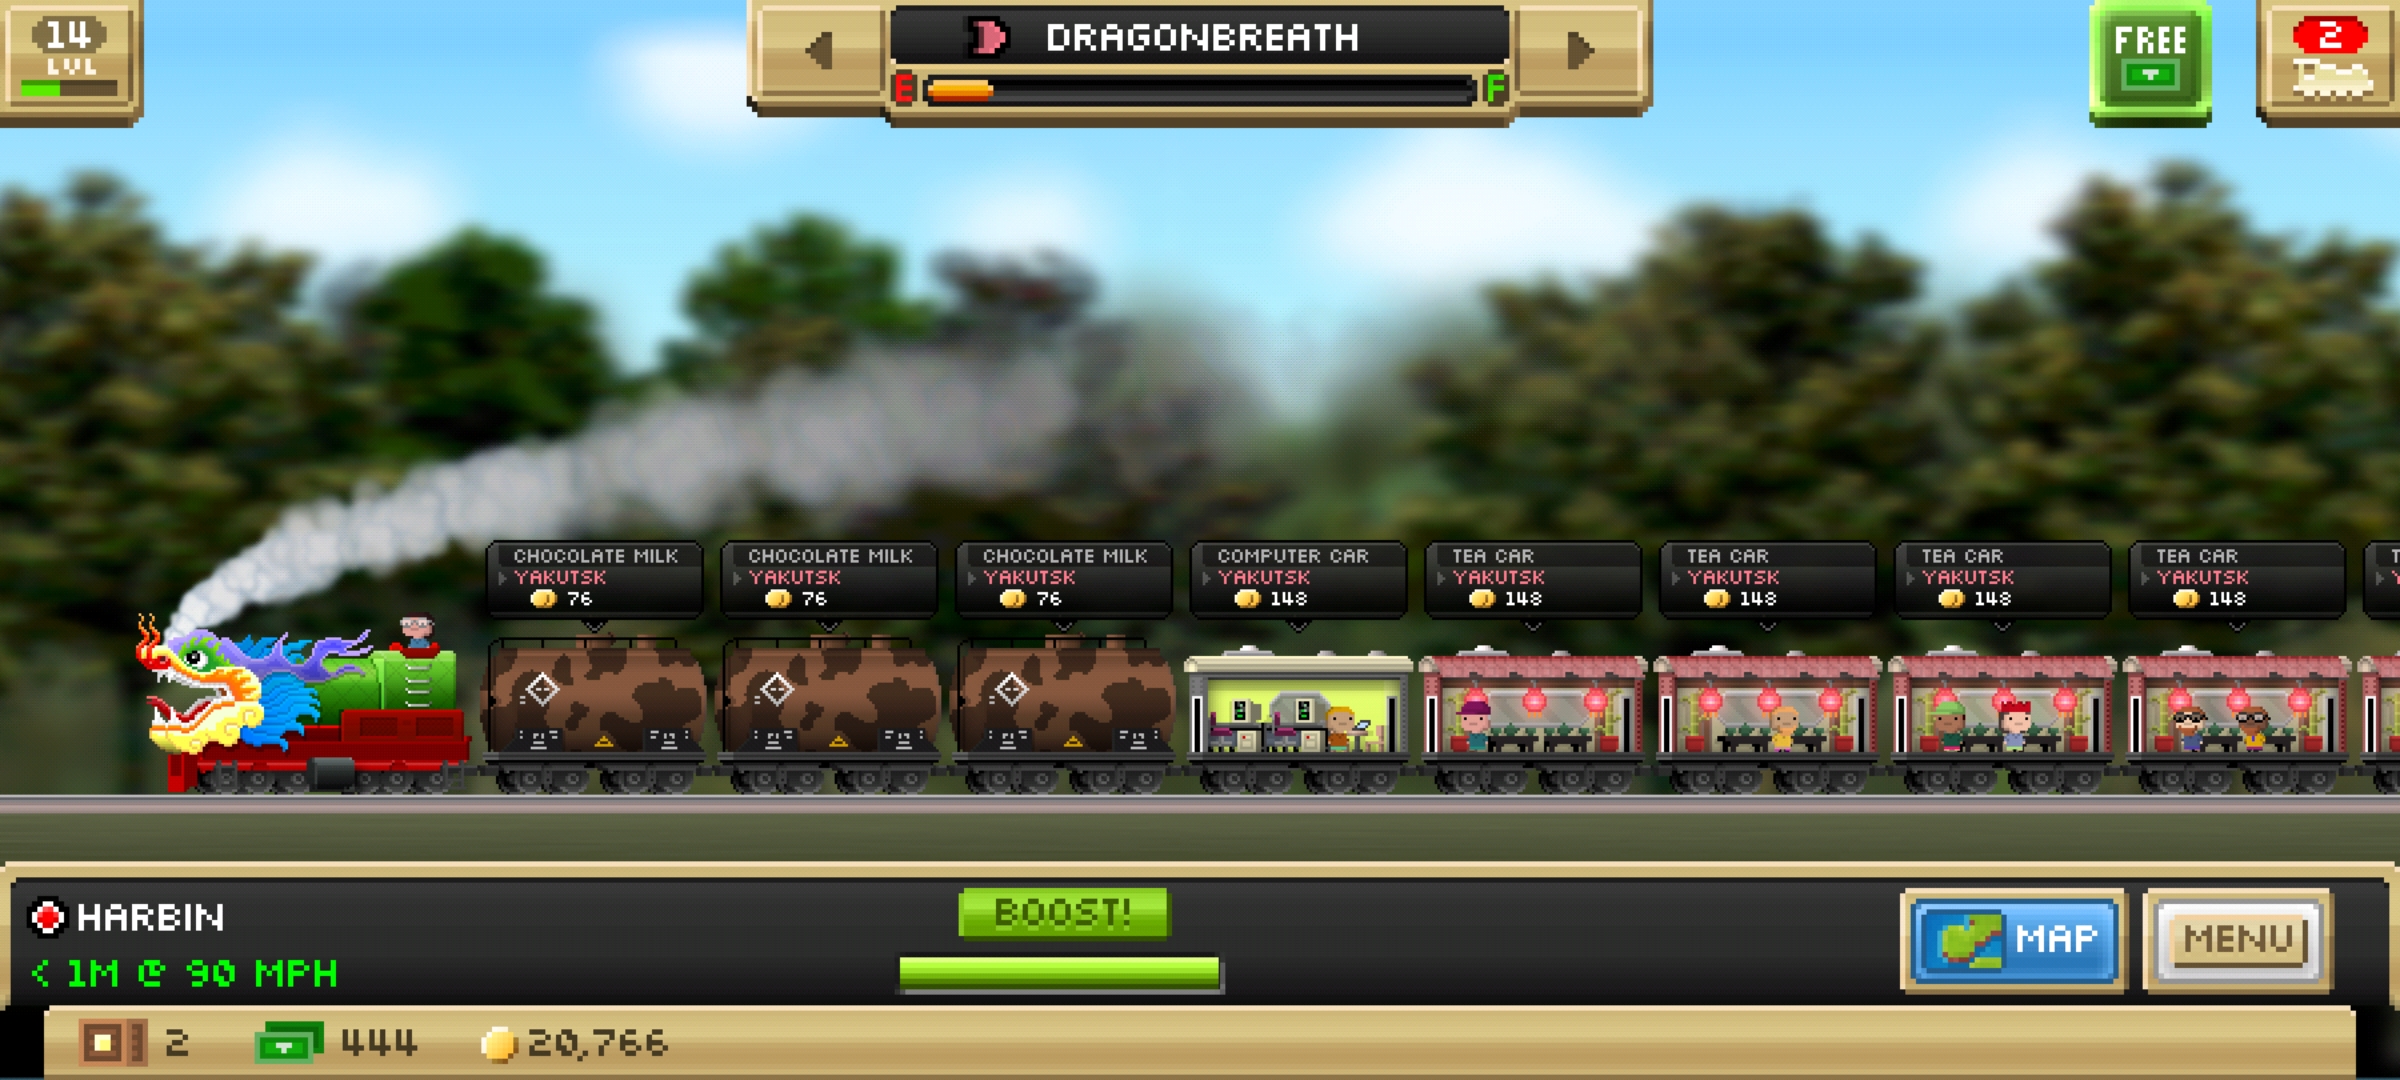 14
LVL
DRAGONBREATH
E F
FREE
2
CHOCOLATE MILK
YAKUTSK
76
CHOCOLATE MILK
YAKUTSK
76
CHOCOLATE MILK
YAKUTSK
76
COMPUTER CAR
YAKUTSK
148
TEA CAR
YAKUTSK
148
TEA CAR
YAKUTSK
148
TEA CAR
YAKUTSK
148
TEA CAR
YAKUTSK
148
T
Y
HARBIN
< 1M @ 90 MPH
BOOST!
MAP
MENU
2
444
20,766